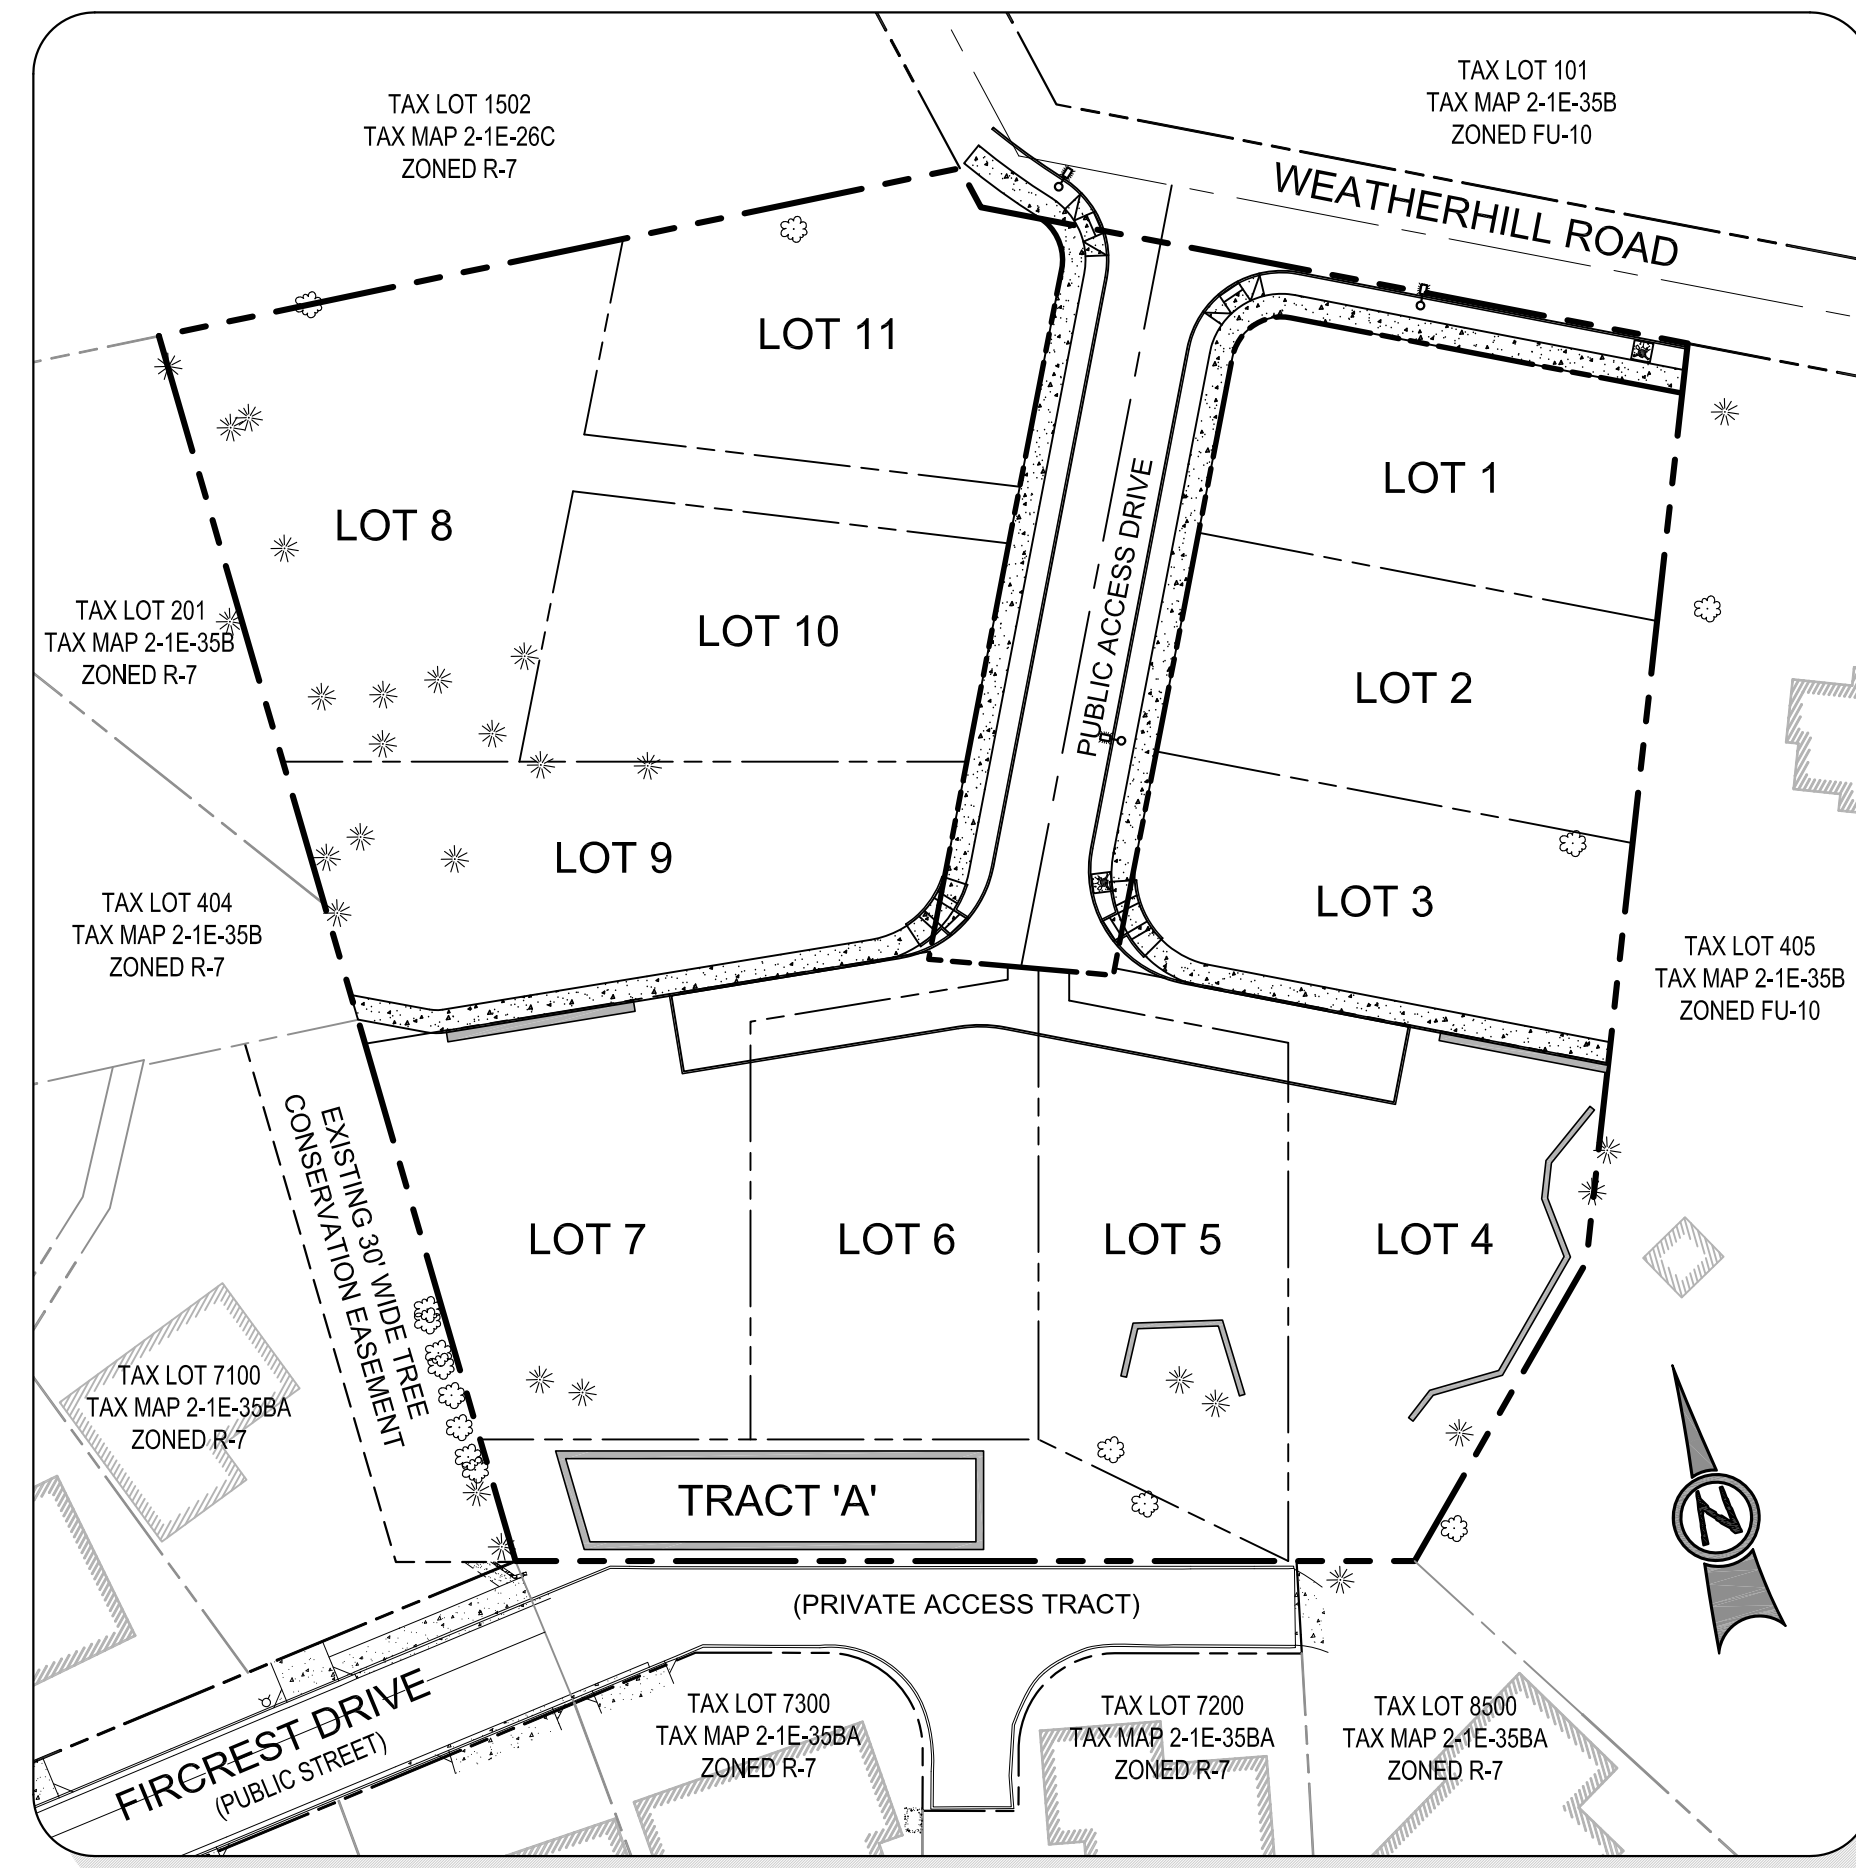 TAX LOT 1502
TAX MAP 2-1E-26C
ZONED R-7
TAX LOT 101
TAX MAP 2-1E-35B
ZONED FU-10
WEATHERHILL ROAD
LOT 11
LOT 1
LOT 8
PUBLIC ACCESS DRIVE
LOT 10
LOT 2
TAX LOT 201
TAX MAP 2-1E-35B
ZONED R-7
LOT 9
LOT 3
TAX LOT 404
TAX MAP 2-1E-35B
ZONED R-7
TAX LOT 405
TAX MAP 2-1E-35B
ZONED FU-10
EXISTING 30' WIDE TREE
CONSERVATION EASEMENT
LOT 7
LOT 6
LOT 5
LOT 4
TAX LOT 7100
TAX MAP 2-1E-35BA
ZONED R-7
TRACT 'A'
N
(PRIVATE ACCESS TRACT)
FIRCREST DRIVE
(PUBLIC STREET)
TAX LOT 7300
TAX MAP 2-1E-35BA
ZONED R-7
TAX LOT 7200
TAX MAP 2-1E-35BA
ZONED R-7
TAX LOT 8500
TAX MAP 2-1E-35BA
ZONED R-7